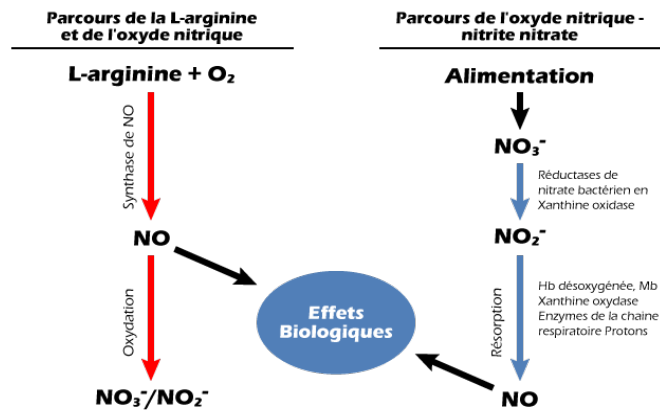 Parcours de la L-arginine
et de l'oxyde nitrique
L-arginine + O₂
Synthase de NO
NO
Oxydation
NO₃⁻/NO₂⁻
Effets
Biologiques
Parcours de l'oxyde nitrique -
nitrite nitrate
Alimentation
NO₃⁻
Réductases de
nitrate bactérien en
Xanthine oxidase
NO₂⁻
Résorption
Hb désoxygénée, Mb
Xanthine oxydase
Enzymes de la chaine
respiratoire Protons
NO